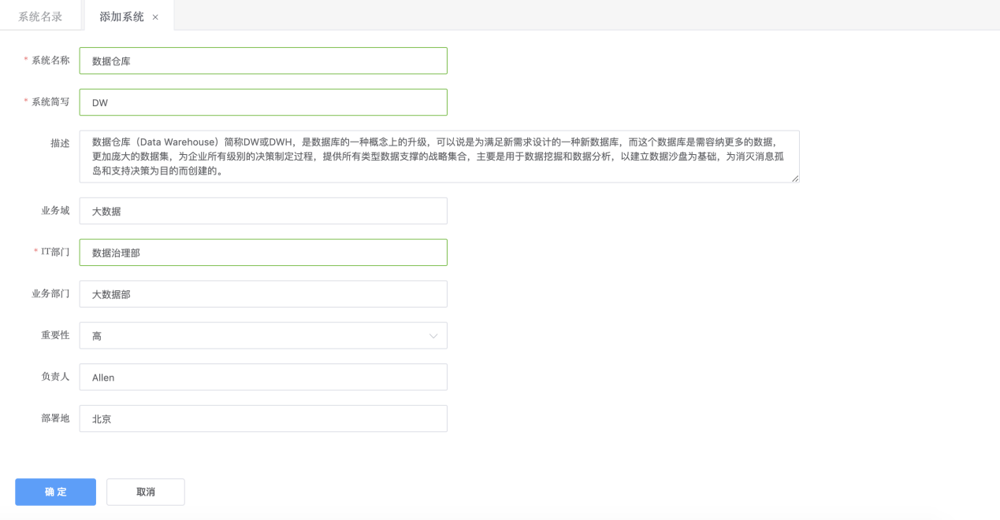 系统名录
添加系统 ×
* 系统名称 数据仓库
* 系统简写 DW
描述 数据仓库（Data Warehouse）简称DW或DWH，是数据库的一种概念上的升级，可以说是为满足新需求设计的一种新数据库，而这个数据库是需容纳更多的数据，
更加庞大的数据集，为企业所有级别的决策制定过程，提供所有类型数据支撑的战略集合，主要是用于数据挖掘和数据分析，以建立数据沙盘为基础，为消灭消息孤
岛和支持决策为目的而创建的。
业务域 大数据
* IT部门 数据治理部
业务部门 大数据部
重要性 高
负责人 Allen
部署地 北京
确 定
取消